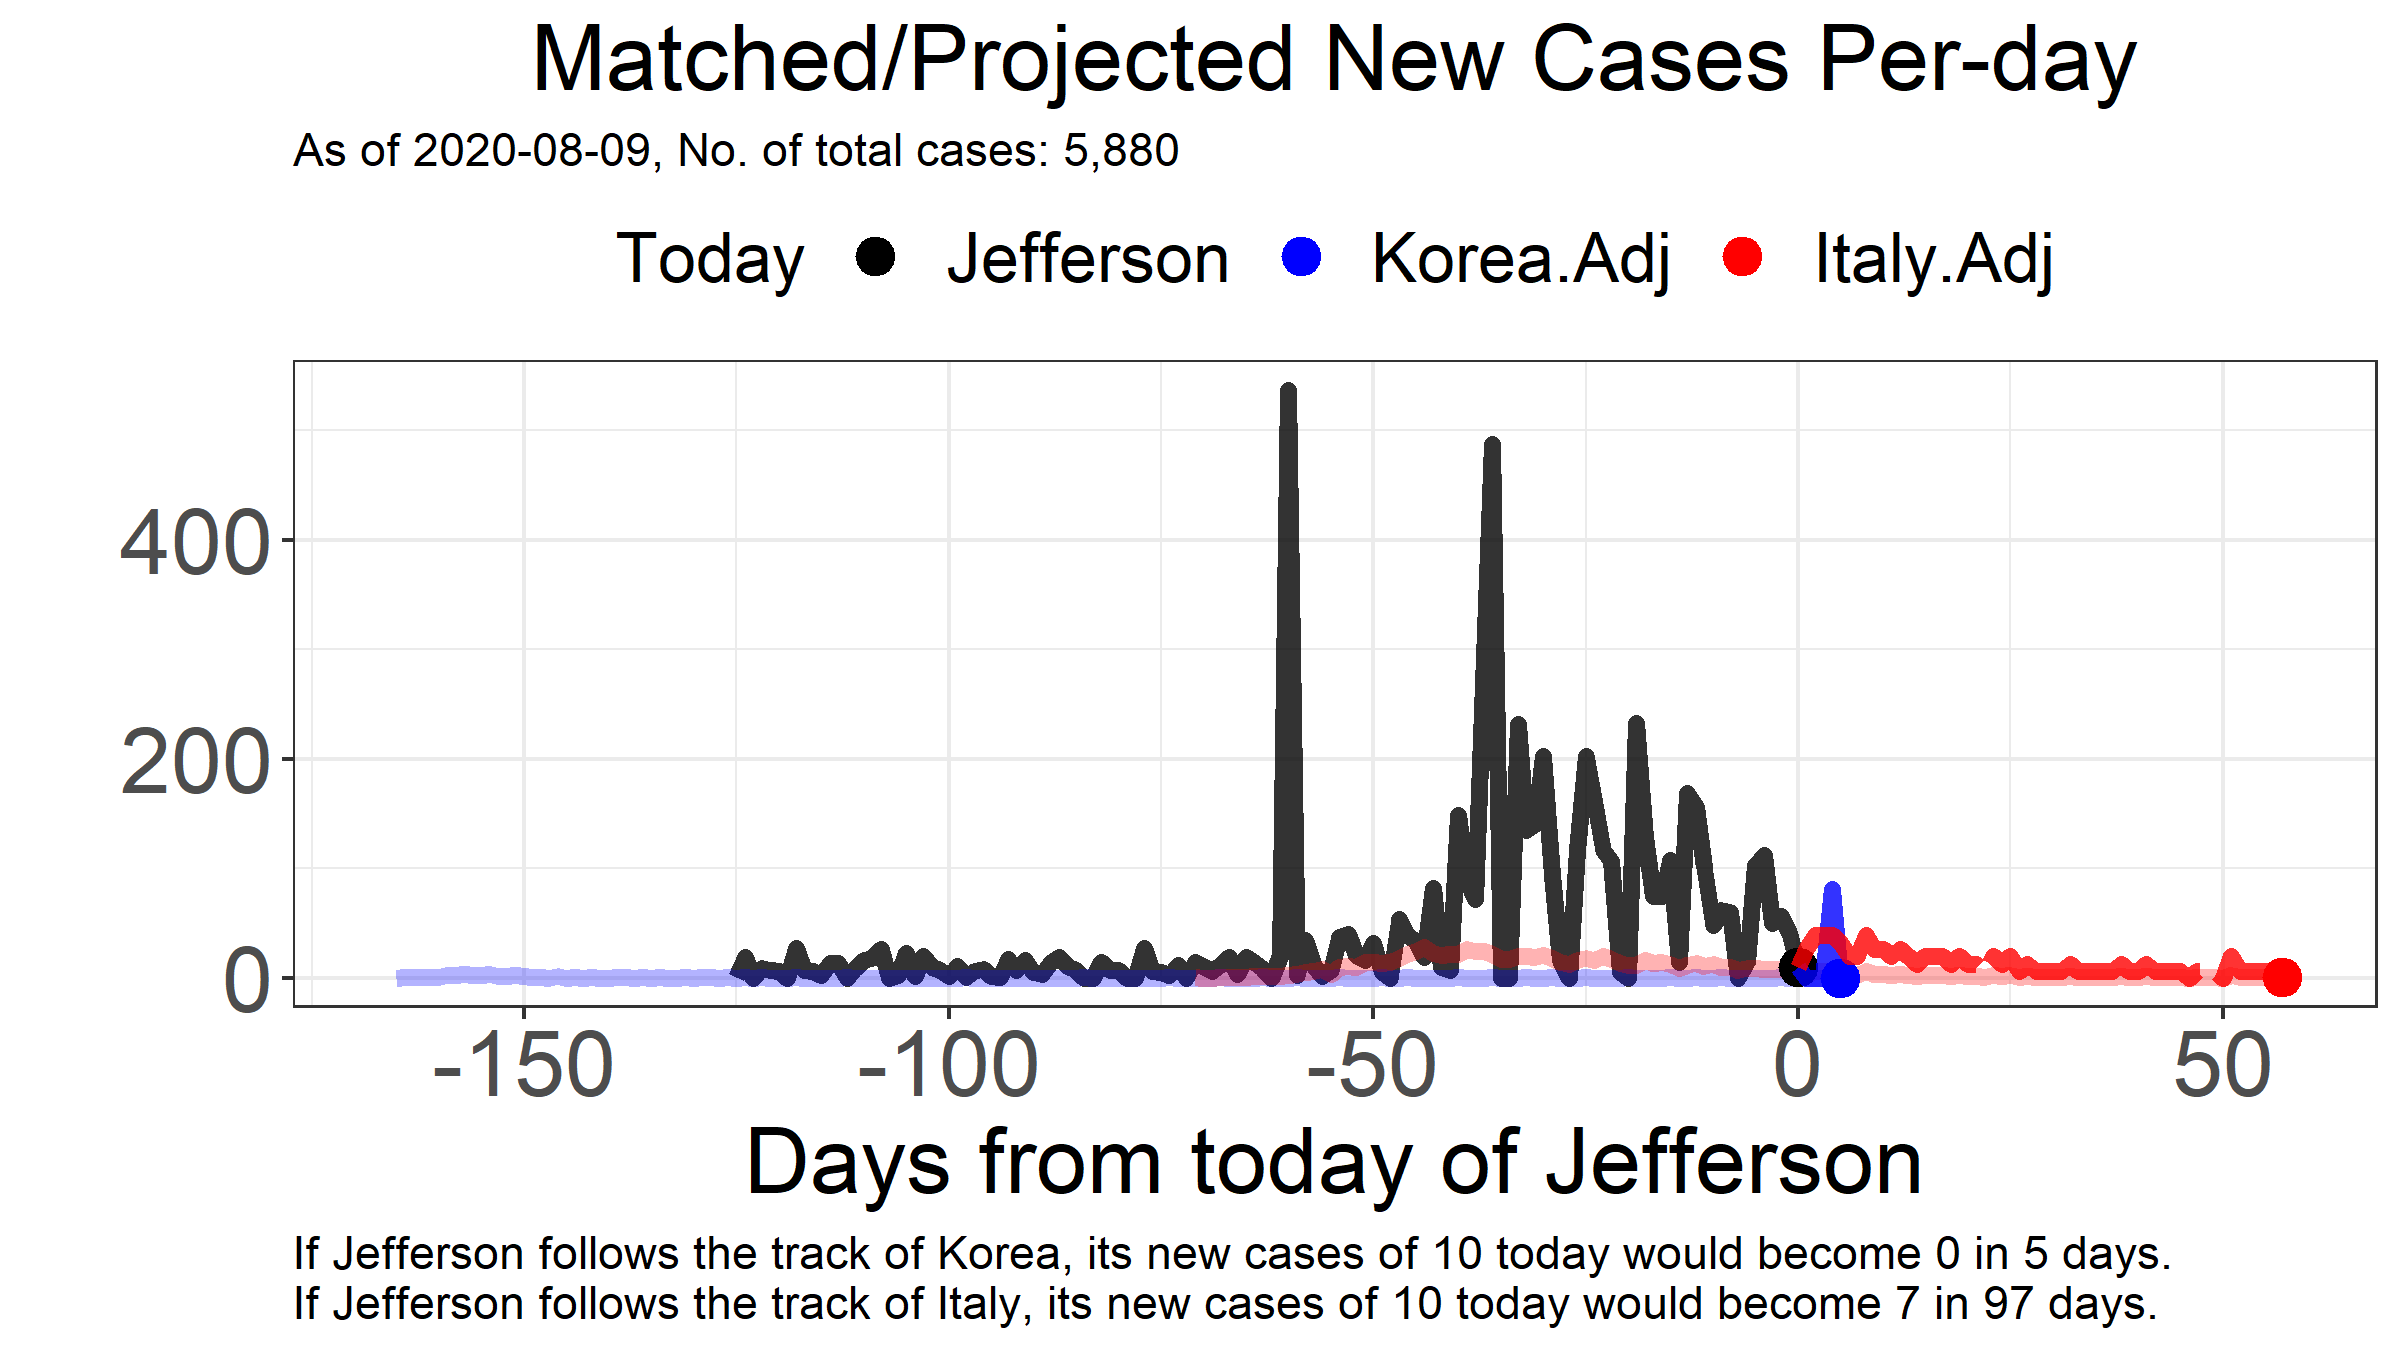 Matched/Projected New Cases Per-day
As of 2020-08-09, No. of total cases: 5,880
Today Jefferson Korea.Adj Italy.Adj
400
200
0
-150 -100 -50 0 50
Days from today of Jefferson
If Jefferson follows the track of Korea, its new cases of 10 today would become 0 in 5 days.
If Jefferson follows the track of Italy, its new cases of 10 today would become 7 in 97 days.